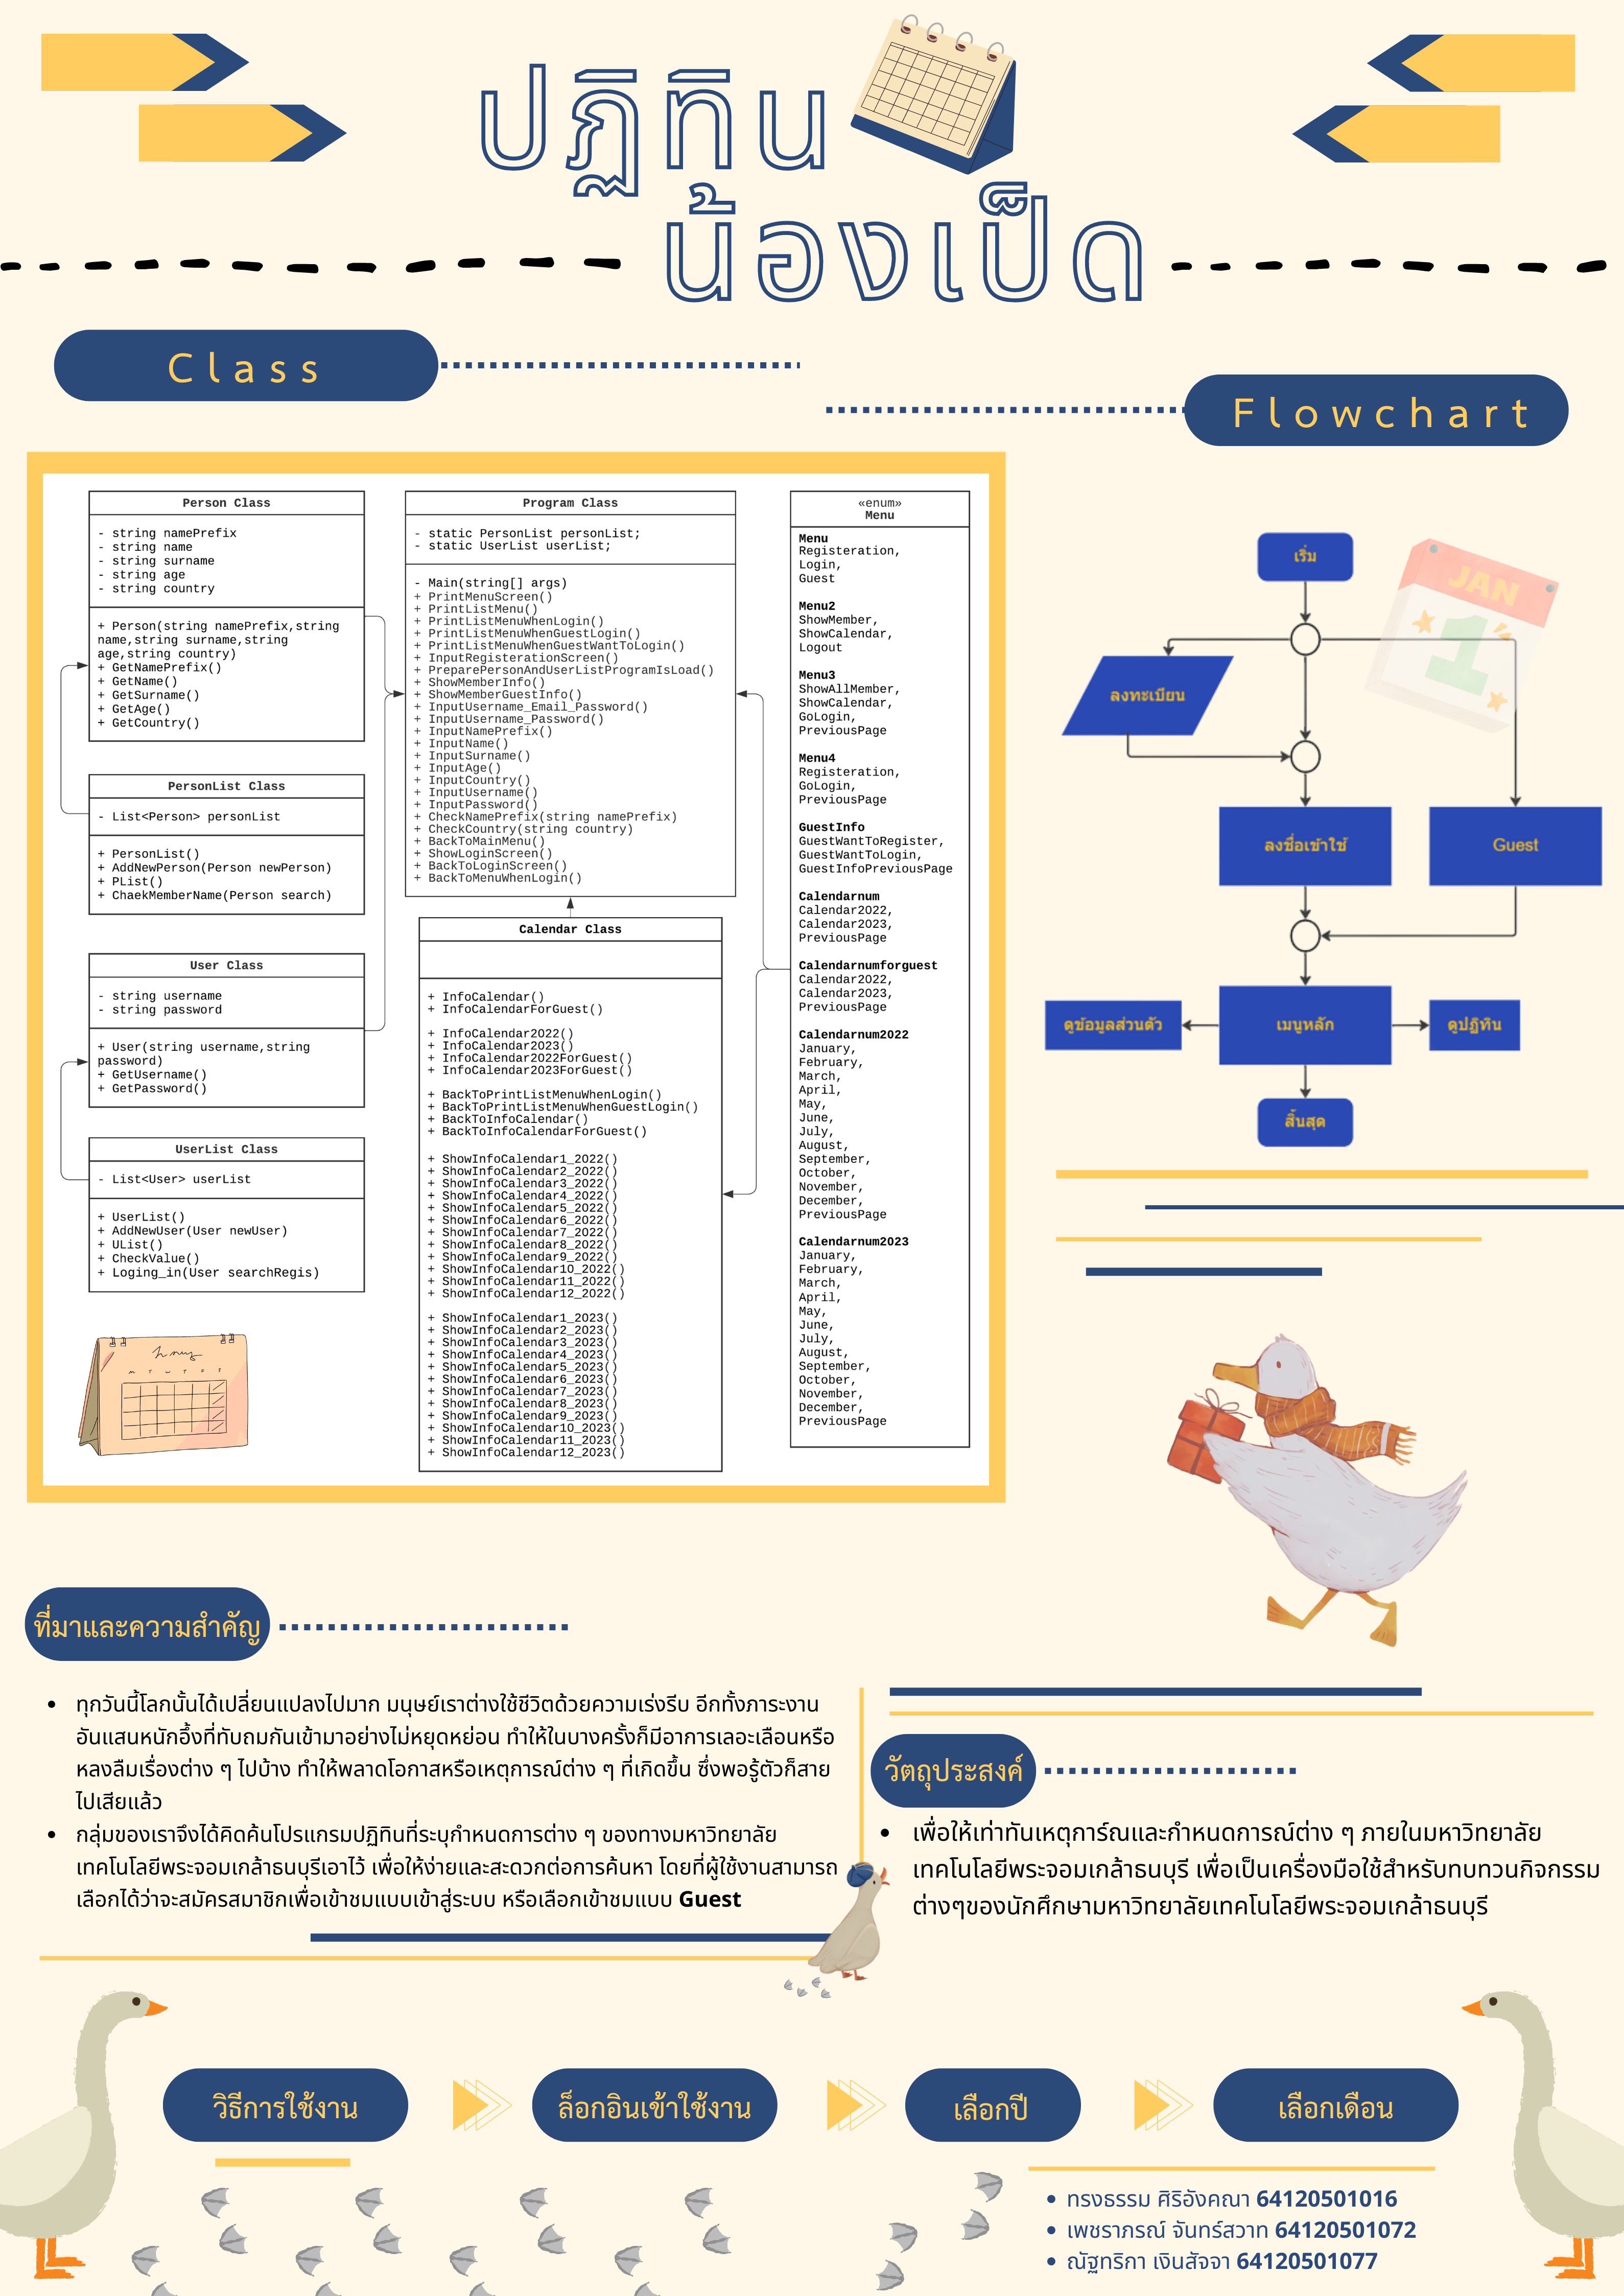 ปฏิทิน
น้องเป็ด
Class
Flowchart
Person Class
- string namePrefix
- string name
- string surname
- string age
- string country
+ Person(string namePrefix,string
name,string surname,string
age,string country)
+ GetNamePrefix()
+ GetName()
+ GetSurname()
+ GetAge()
+ GetCountry()
PersonList Class
- List<Person> personList
+ PersonList()
+ AddNewPerson(Person newPerson)
+ PList()
+ ChaekMemberName(Person search)
User Class
- string username
- string password
+ User(string username,string
password)
+ GetUsername()
+ GetPassword()
UserList Class
- List<User> userList
+ UserList()
+ AddNewUser(User newUser)
+ UList()
+ CheckValue()
+ Loging_in(User searchRegis)
Program Class
- static PersonList personList;
- static UserList userList;
- Main(string[] args)
+ PrintMenuScreen()
+ PrintListMenu()
+ PrintListMenuWhenLogin()
+ PrintListMenuWhenGuestLogin()
+ PrintListMenuWhenGuestWantToLogin()
+ InputRegisterationScreen()
+ PreparePersonAndUserListProgramIsLoad()
+ ShowMemberInfo()
+ ShowMemberGuestInfo()
+ InputUsername_Email_Password()
+ InputUsername_Password()
+ InputNamePrefix()
+ InputName()
+ InputSurname()
+ InputAge()
+ InputCountry()
+ InputUsername()
+ InputPassword()
+ CheckNamePrefix(string namePrefix)
+ CheckCountry(string country)
+ BackToMainMenu()
+ ShowLoginScreen()
+ BackToLoginScreen()
+ BackToMenuWhenLogin()
Calendar Class
+ InfoCalendar()
+ InfoCalendarForGuest()
+ InfoCalendar2022()
+ InfoCalendar2023()
+ InfoCalendar2022ForGuest()
+ InfoCalendar2023ForGuest()
+ BackToPrintListMenuWhenLogin()
+ BackToPrintListMenuWhenGuestLogin()
+ BackToInfoCalendar()
+ BackToInfoCalendarForGuest()
+ ShowInfoCalendar1_2022()
+ ShowInfoCalendar2_2022()
+ ShowInfoCalendar3_2022()
+ ShowInfoCalendar4_2022()
+ ShowInfoCalendar5_2022()
+ ShowInfoCalendar6_2022()
+ ShowInfoCalendar7_2022()
+ ShowInfoCalendar8_2022()
+ ShowInfoCalendar9_2022()
+ ShowInfoCalendar10_2022()
+ ShowInfoCalendar11_2022()
+ ShowInfoCalendar12_2022()
+ ShowInfoCalendar1_2023()
+ ShowInfoCalendar2_2023()
+ ShowInfoCalendar3_2023()
+ ShowInfoCalendar4_2023()
+ ShowInfoCalendar5_2023()
+ ShowInfoCalendar6_2023()
+ ShowInfoCalendar7_2023()
+ ShowInfoCalendar8_2023()
+ ShowInfoCalendar9_2023()
+ ShowInfoCalendar10_2023()
+ ShowInfoCalendar11_2023()
+ ShowInfoCalendar12_2023()
«enum»
Menu
Menu
Registeration,
Login,
Guest
Menu2
ShowMember,
ShowCalendar,
Logout
Menu3
ShowAllMember,
ShowCalendar,
GoLogin,
PreviousPage
Menu4
Registeration,
GoLogin,
PreviousPage
GuestInfo
GuestWantToRegister,
GuestWantToLogin,
GuestInfoPreviousPage
Calendarnum
Calendar2022,
Calendar2023,
PreviousPage
Calendarnumforguest
Calendar2022,
Calendar2023,
PreviousPage
Calendarnum2022
January,
February,
March,
April,
May,
June,
July,
August,
September,
October,
November,
December,
PreviousPage
Calendarnum2023
January,
February,
March,
April,
May,
June,
July,
August,
September,
October,
November,
December,
PreviousPage
เริ่ม
JAN
1
ลงทะเบียน
ลงชื่อเข้าใช้
Guest
ดูข้อมูลส่วนตัว
เมนูหลัก
ดูปฏิทิน
สิ้นสุด
M T W T F F
ที่มาและความสำคัญ
• ทุกวันนี้โลกนั้นได้เปลี่ยนแปลงไปมาก มนุษย์เราต่างใช้ชีวิตด้วยความเร่งรีบ อีกทั้งภาระงาน
อันแสนหนักอึ้งที่ทับถมกันเข้ามาอย่างไม่หยุดหย่อน ทำให้ในบางครั้งก็มีอาการเลอะเลือนหรือ
หลงลืมเรื่องต่าง ๆ ไปบ้าง ทำให้พลาดโอกาสหรือเหตุการณ์ต่าง ๆ ที่เกิดขึ้น ซึ่งพอรู้ตัวก็สาย
ไปเสียแล้ว
• กลุ่มของเราจึงได้คิดค้นโปรแกรมปฏิทินที่ระบุกำหนดการต่าง ๆ ของทางมหาวิทยาลัย
เทคโนโลยีพระจอมเกล้าธนบุรีเอาไว้ เพื่อให้ง่ายและสะดวกต่อการค้นหา โดยที่ผู้ใช้งานสามารถ
เลือกได้ว่าจะสมัครสมาชิกเพื่อเข้าชมแบบเข้าสู่ระบบ หรือเลือกเข้าชมแบบ Guest
วัตถุประสงค์
• เพื่อให้เท่าทันเหตุการ์ณและกำหนดการณ์ต่าง ๆ ภายในมหาวิทยาลัย
เทคโนโลยีพระจอมเกล้าธนบุรี เพื่อเป็นเครื่องมือใช้สำหรับทบทวนกิจกรรม
ต่างๆของนักศึกษามหาวิทยาลัยเทคโนโลยีพระจอมเกล้าธนบุรี
วิธีการใช้งาน
ล็อกอินเข้าใช้งาน
เลือกปี
เลือกเดือน
• ทรงธรรม ศิริอังคณา 64120501016
• เพชราภรณ์ จันทร์สวาท 64120501072
• ณัฐทริกา เงินสัจจา 64120501077